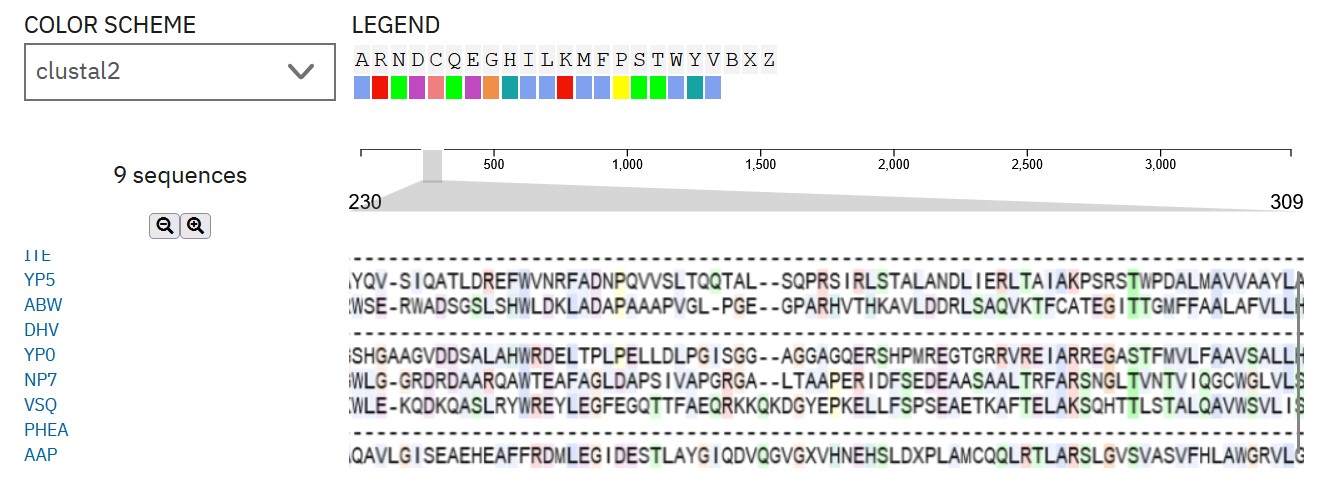 COLOR SCHEME
LEGEND
clustal2
A R N D C Q E G H I L K M F P S T W Y V B X Z
9 sequences
500 1,000 1,500 2,000 2,500 3,000
230 309
ITE
YP5 YQV-SIQATLDREFWVNRFADNPQVVSLTQQTAL--SQPRSIRLSTALANDLIERLTAIAKPSRSTWPDALMAVVAAYLA
ABW WSE-RWADSGSLSHWLDKLADAPAAAPVGL-PGE--GPARHVTHKAVLDDRLSAQVKTFCATEGITTGMFFAALAFVLLH
DHV
YP0 SHGAAGVDDSALAHWRDELTPLPELLDLPGISGG--AGGAGQERSHPMREGTGRRVREIARREGASTFMVLFAAVSALLH
NP7 WLG-GRDRDAARQAWTEAFAGLDAPSIVAPGRGA--LTAAPERIDFSEDEAASAALTRFARSNGLTVNTVIQGCWGLVLS
VSQ WLE-KQDKQASLRYWREYLEGFEGQTTFAEQRKKQKDGYEPKELLFSPSEAETKAFTELAKSQHTTLSTALQAVWSVLIS
PHEA
AAP QAVLGISEAEHEAFFRDMLEGIDESTLAYGIQDVQGVGXVHNEHSLDXPLAMCQQLRTLARSLGVSVASVFHLAWGRVLG